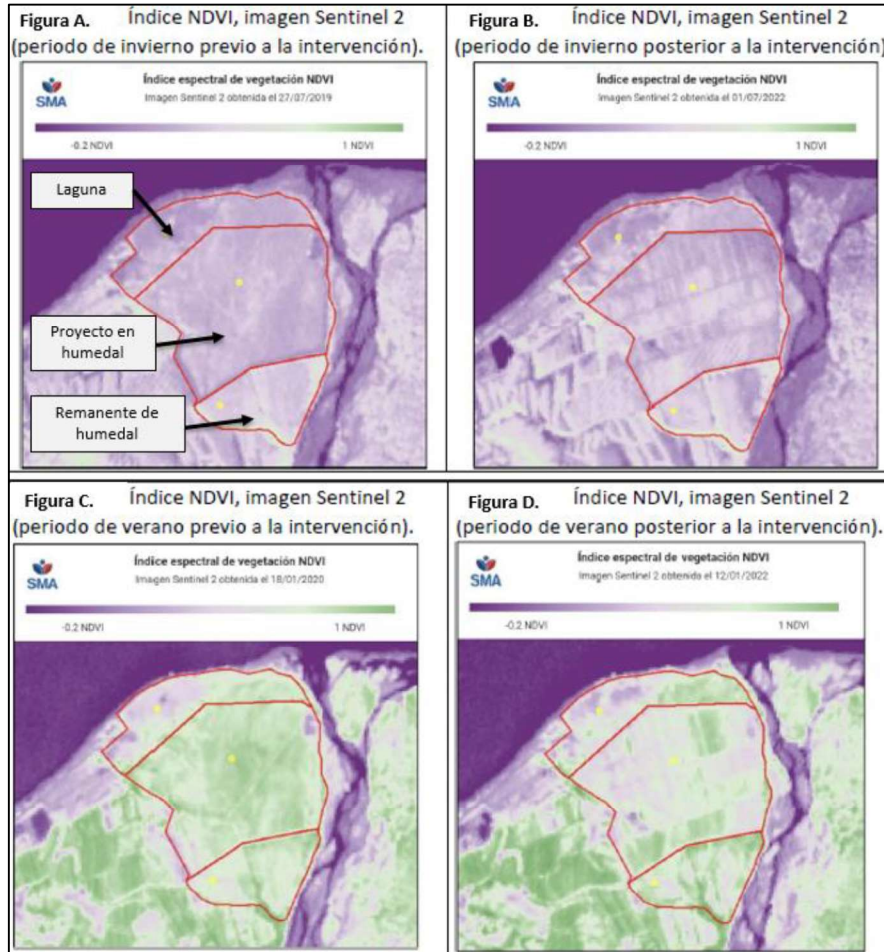 Figura A. Índice NDVI, imagen Sentinel 2
(periodo de invierno previo a la intervención).
SMA
Índice espectral de vegetación NDVI
Imagen Sentinel 2 obtenida el 27/07/2019
-0.2 NDVI 1 NDVI
Laguna
Proyecto en
humedal
Remanente de
humedal
Figura B. Índice NDVI, imagen Sentinel 2
(periodo de invierno posterior a la intervención)
SMA
Índice espectral de vegetación NDVI
Imagen Sentinel 2 obtenida el 01/07/2022
-0.2 NDVI 1 NDVI
Figura C. Índice NDVI, imagen Sentinel 2
(periodo de verano previo a la intervención).
SMA
Índice espectral de vegetación NDVI
Imagen Sentinel 2 obtenida el 18/01/2020
-0.2 NDVI 1 NDVI
Figura D. Índice NDVI, imagen Sentinel 2
(periodo de verano posterior a la intervención).
SMA
Índice espectral de vegetación NDVI
Imagen Sentinel 2 obtenida el 12/01/2022
-0.2 NDVI 1 NDVI